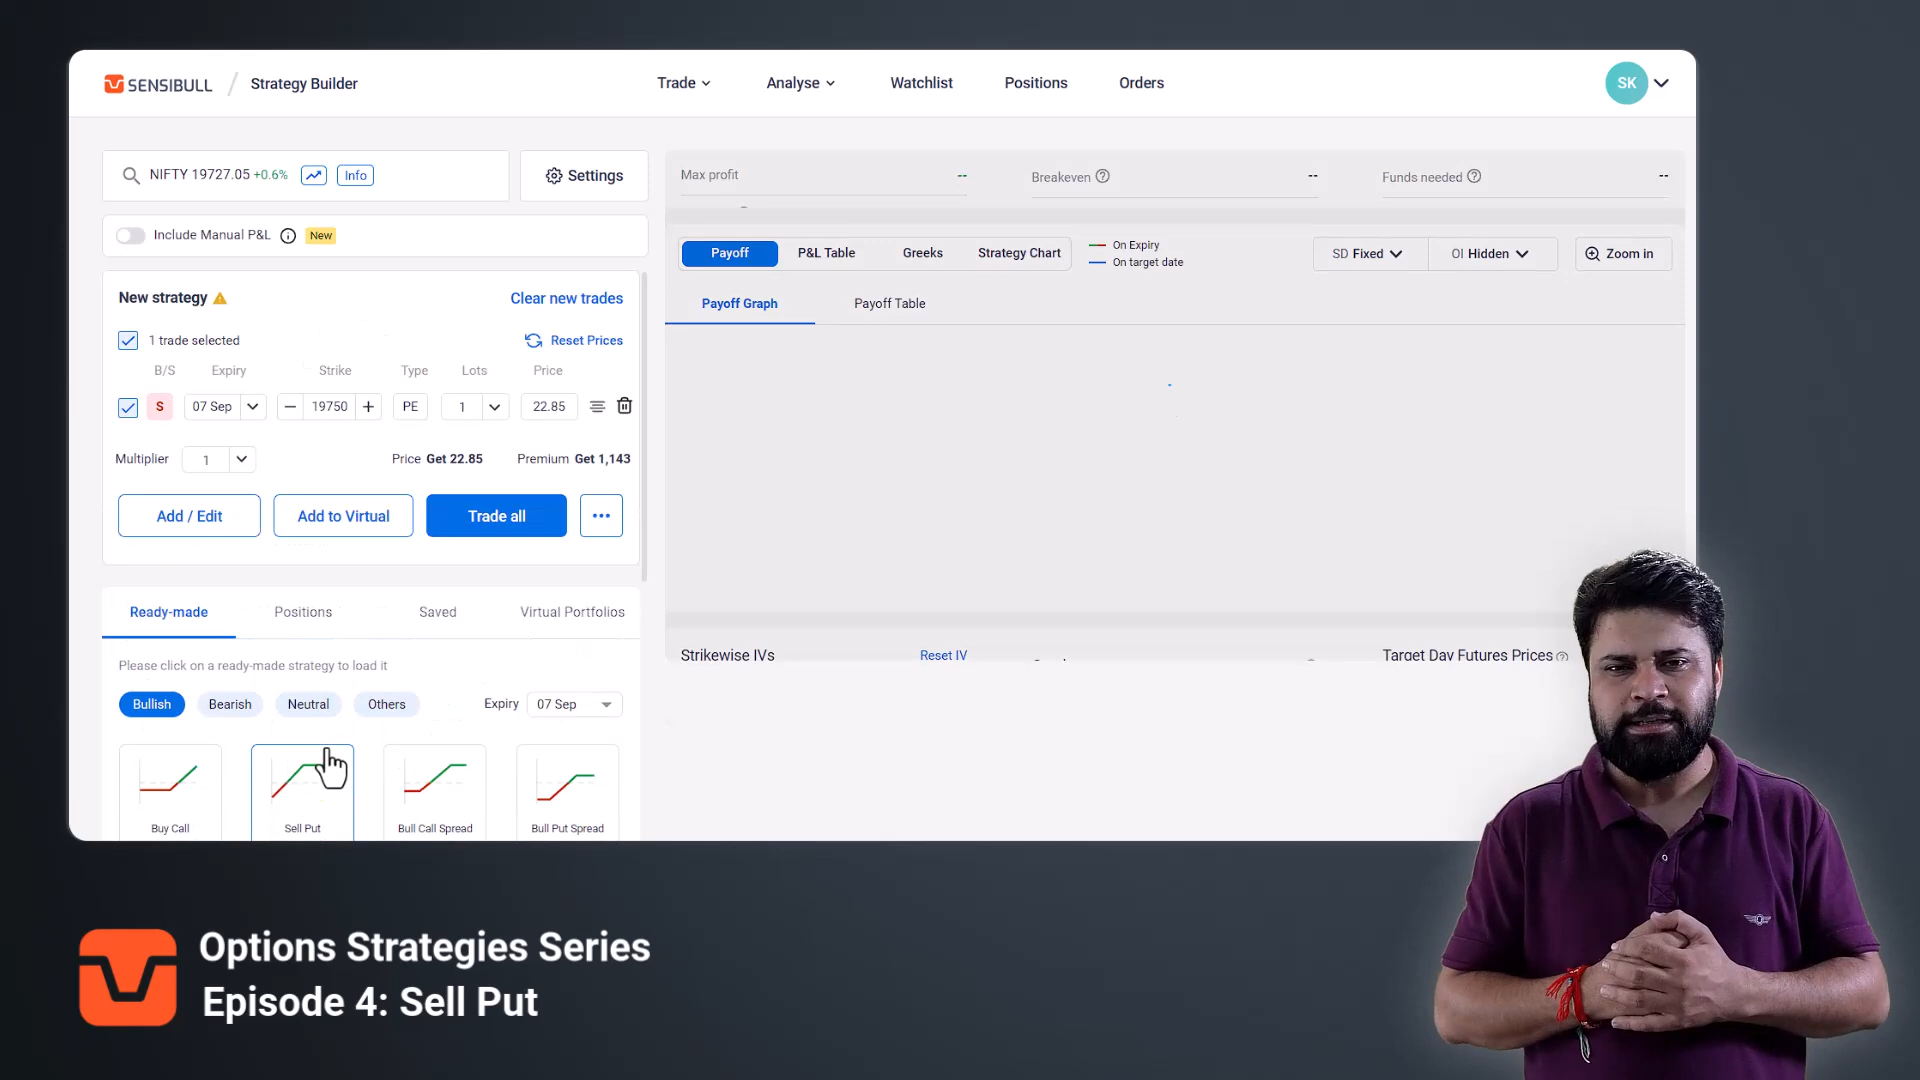 SENSIBULL / Strategy Builder
Trade
Analyse
Watchlist
Positions
Orders
SK
NIFTY 19727.05 +0.6%
Info
Settings
Include Manual P&L
New
New strategy
Clear new trades
1 trade selected
Reset Prices
B/S Expiry Strike Type Lots Price
S 07 Sep 19750 PE 1 22.85
Multiplier 1
Price Get 22.85 Premium Get 1,143
Add / Edit
Add to Virtual
Trade all
Ready-made
Positions
Saved
Virtual Portfolios
Please click on a ready-made strategy to load it
Bullish
Bearish
Neutral
Others
Expiry 07 Sep
Buy Call
Sell Put
Bull Call Spread
Bull Put Spread
Max profit --
Breakeven --
Funds needed --
Payoff
P&L Table
Greeks
Strategy Chart
On Expiry
On target date
SD Fixed
OI Hidden
Zoom in
Payoff Graph
Payoff Table
Strikewise IVs
Reset IV
Target Day Futures Prices
Options Strategies Series
Episode 4: Sell Put